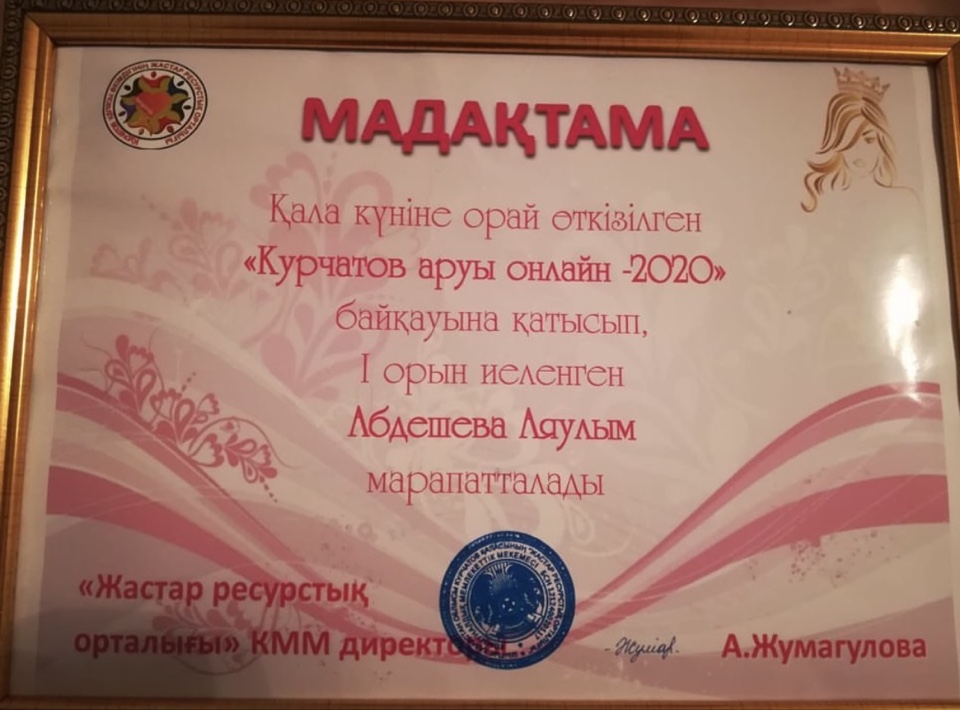 МАДАҚТАМА
Қала күніне орай өткізілген
«Курчатов аруы онлайн -2020»
байқауына қатысып,
І орын иеленген
Абдешева Аяулым
марапатталады
«Жастар ресурстық
орталығы» КММ директоры
А.Жумагулова